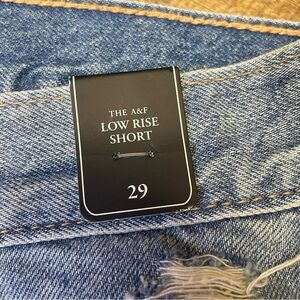 THE A&F
LOW RISE
SHORT
29